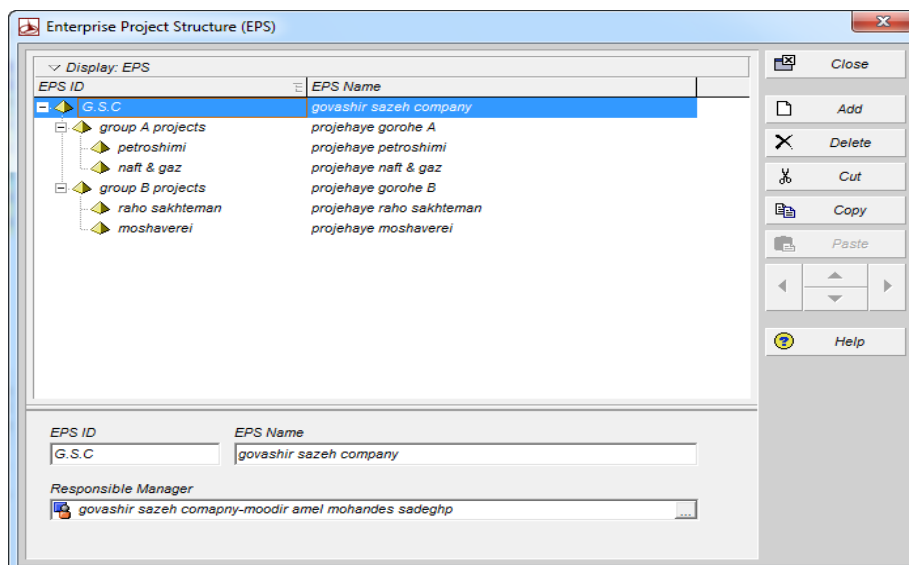 Enterprise Project Structure (EPS)
Display: EPS
EPS ID EPS Name
G.S.C govashir sazeh company
group A projects projehaye gorohe A
petroshimi projehaye petroshimi
naft & gaz projehaye naft & gaz
group B projects projehaye gorohe B
raho sakhteman projehaye raho sakhteman
moshaverei projehaye moshaverei
EPS ID EPS Name
G.S.C govashir sazeh company
Responsible Manager
govashir sazeh comapny-moodir amel mohandes sadeghp
...
Close
Add
Delete
Cut
Copy
Paste
Help